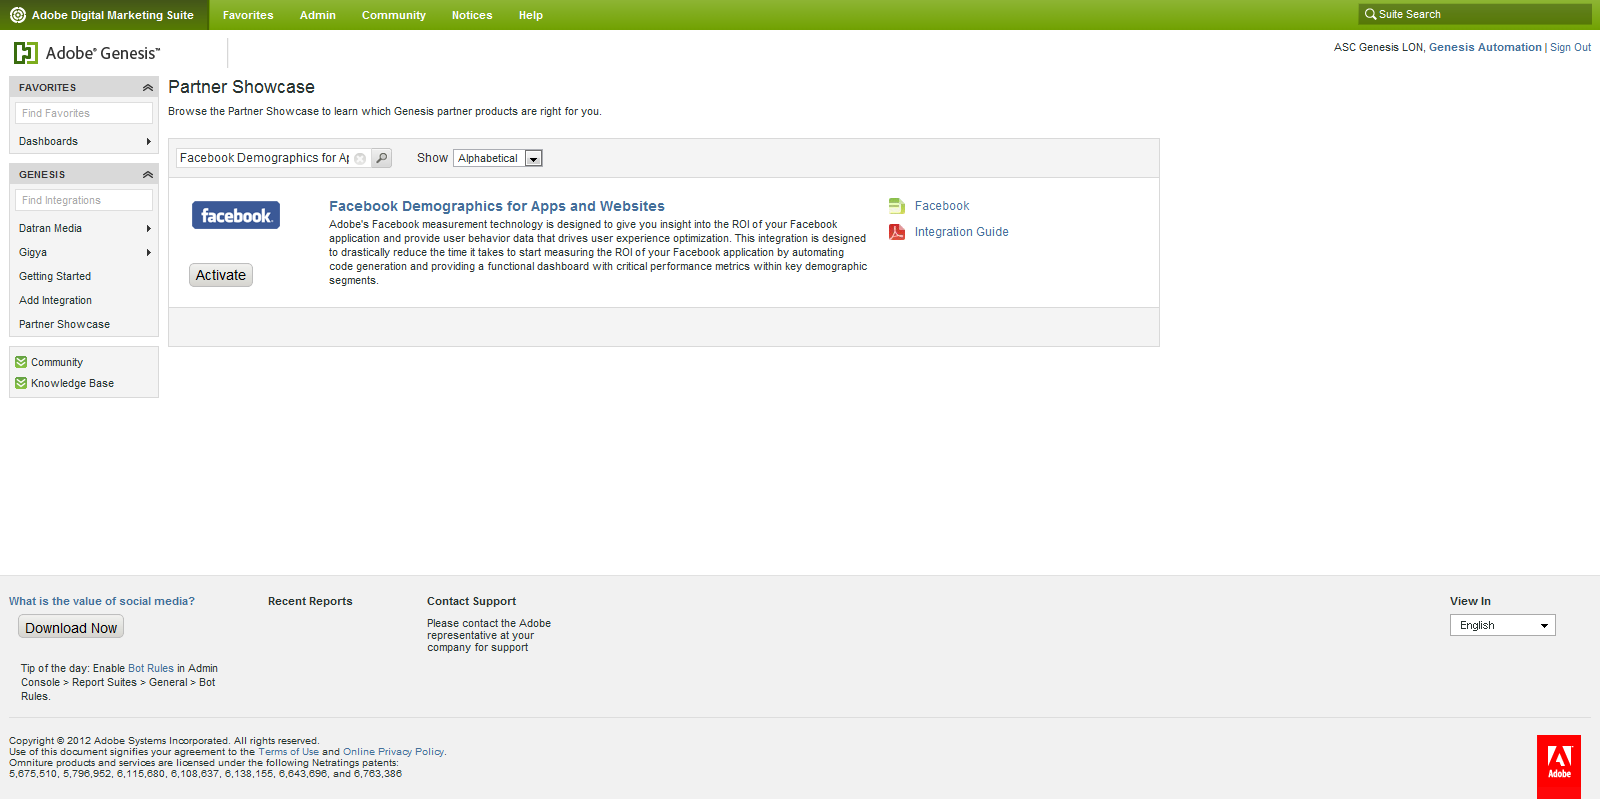 Adobe Digital Marketing Suite Favorites Admin Community Notices Help Suite Search
Adobe® Genesis™
ASC Genesis LON, Genesis Automation | Sign Out
FAVORITES
Find Favorites
Dashboards
GENESIS
Find Integrations
Datran Media
Gigya
Getting Started
Add Integration
Partner Showcase
Community
Knowledge Base
Partner Showcase
Browse the Partner Showcase to learn which Genesis partner products are right for you.
Facebook Demographics for Ap Show Alphabetical
facebook.
Activate
Facebook Demographics for Apps and Websites
Adobe's Facebook measurement technology is designed to give you insight into the ROI of your Facebook
application and provide user behavior data that drives user experience optimization. This integration is designed
to drastically reduce the time it takes to start measuring the ROI of your Facebook application by automating
code generation and providing a functional dashboard with critical performance metrics within key demographic
segments.
Facebook
Integration Guide
What is the value of social media?
Download Now
Tip of the day: Enable Bot Rules in Admin
Console > Report Suites > General > Bot
Rules.
Recent Reports
Contact Support
Please contact the Adobe
representative at your
company for support
View In
English
Copyright © 2012 Adobe Systems Incorporated. All rights reserved.
Use of this document signifies your agreement to the Terms of Use and Online Privacy Policy.
Omniture products and services are licensed under the following Netratings patents:
5,675,510, 5,796,952, 6,115,680, 6,108,637, 6,138,155, 6,643,696, and 6,763,386
Adobe